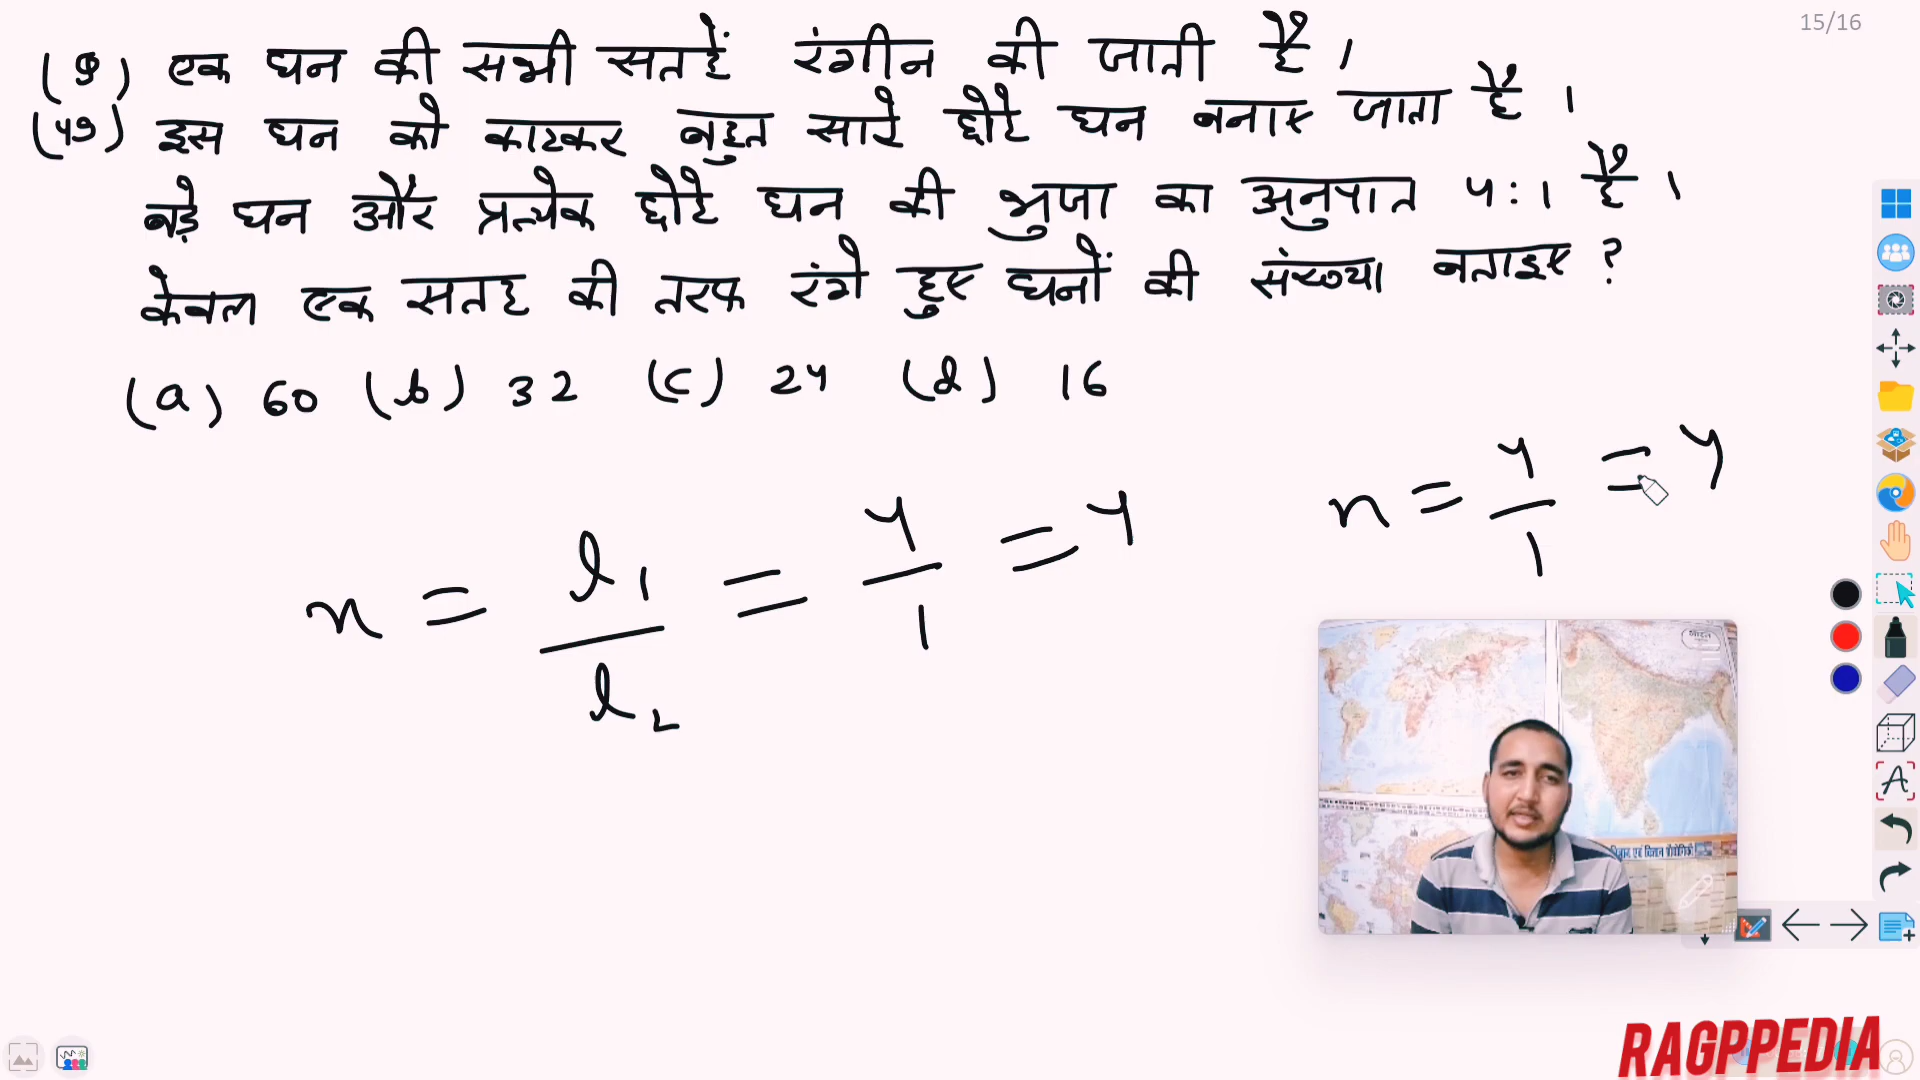 15/16
(9) एक घन की सभी सतहें रंगीन की जाती है ।
(49) इस घन को काटकर बहुत सारे छोटे घन बनाए जाता है ।
बड़े घन और प्रत्येक छोटे घन की भुजा का अनुपात 4:1 है ।
केवल एक सतह की तरफ रंगे हुए घनों की संख्या बताइए ?
(a) 60 (b) 32 (c) 24 (d) 16
n = 4/1 = 4
n = l₁/l₂ = 4/1 = 4
RAGPPEDIA